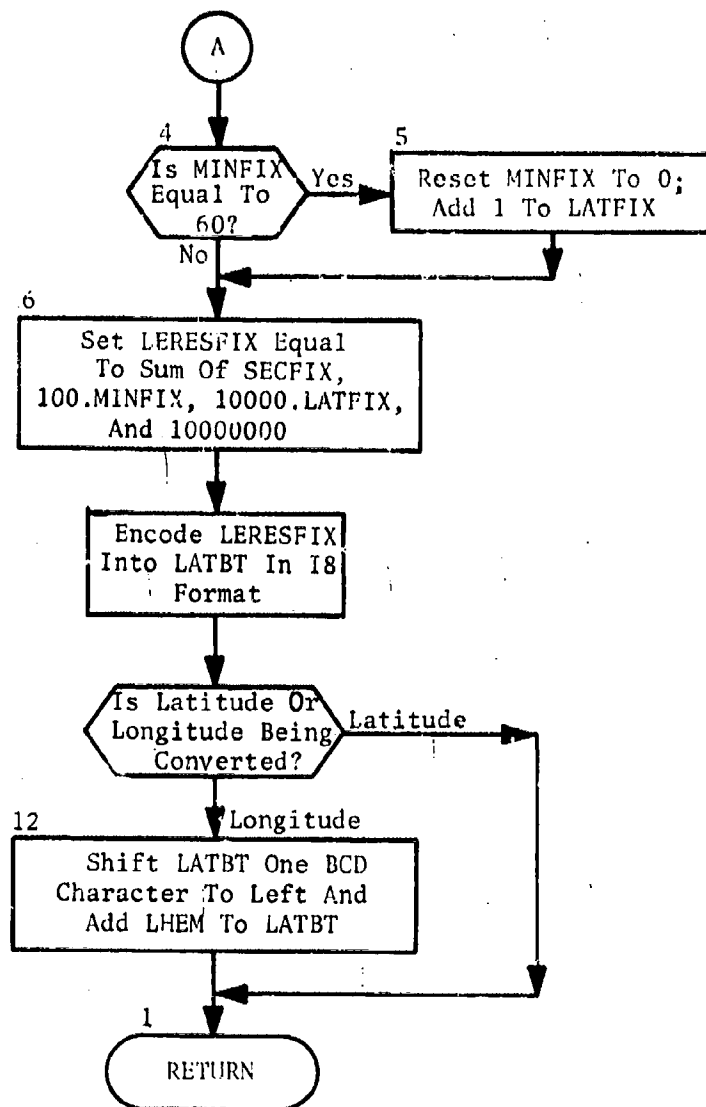 A
4
Is MINFIX
Equal To
60?
Yes
No
5
Reset MINFIX To 0;
Add 1 To LATFIX
6
Set LERESFIX Equal
To Sum Of SECFIX,
100.MINFIX, 10000.LATFIX,
And 10000000
Encode LERESFIX
Into LATBT In I8
Format
Is Latitude Or
Longitude Being
Converted?
Latitude
Longitude
12
Shift LATBT One BCD
Character To Left And
Add LHEM To LATBT
1
RETURN